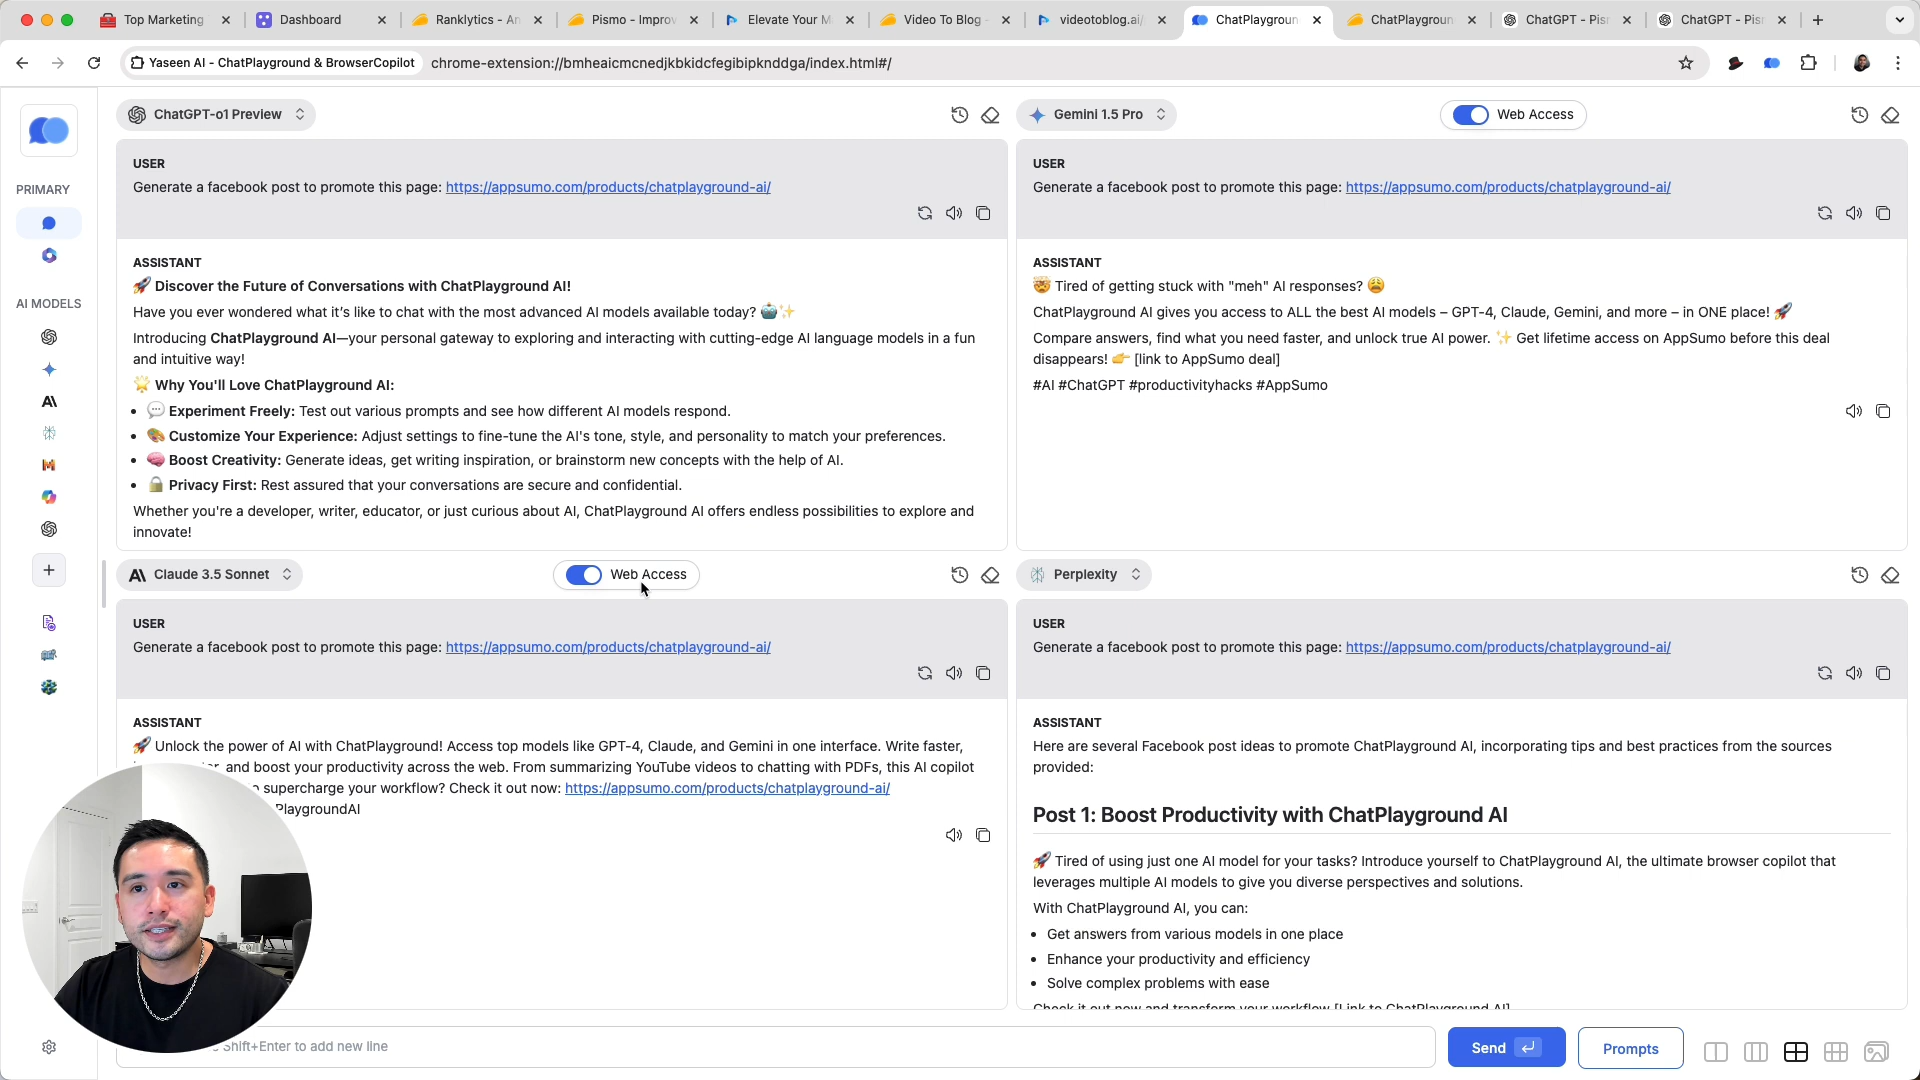 Top Marketing
Dashboard
Ranklytics - An
Pismo - Improv
Elevate Your M
Video To Blog -
videotoblog.ai/
ChatPlaygroun
ChatPlaygroun
ChatGPT - Pis
ChatGPT - Pis
Yaseen AI - ChatPlayground & BrowserCopilot
chrome-extension://bmheaicmcnedjkbkidcfegibipknddga/index.html#/
PRIMARY
AI MODELS
ChatGPT-o1 Preview
USER
Generate a facebook post to promote this page: https://appsumo.com/products/chatplayground-ai/
ASSISTANT
🚀 Discover the Future of Conversations with ChatPlayground AI!
Have you ever wondered what it's like to chat with the most advanced AI models available today? 🤖✨
Introducing ChatPlayground AI—your personal gateway to exploring and interacting with cutting-edge AI language models in a fun
and intuitive way!
🌟 Why You'll Love ChatPlayground AI:
• 💬 Experiment Freely: Test out various prompts and see how different AI models respond.
• 🎨 Customize Your Experience: Adjust settings to fine-tune the AI's tone, style, and personality to match your preferences.
• 🧠 Boost Creativity: Generate ideas, get writing inspiration, or brainstorm new concepts with the help of AI.
• 🔒 Privacy First: Rest assured that your conversations are secure and confidential.
Whether you're a developer, writer, educator, or just curious about AI, ChatPlayground AI offers endless possibilities to explore and
innovate!
Gemini 1.5 Pro
Web Access
USER
Generate a facebook post to promote this page: https://appsumo.com/products/chatplayground-ai/
ASSISTANT
🤯 Tired of getting stuck with "meh" AI responses? 😩
ChatPlayground AI gives you access to ALL the best AI models – GPT-4, Claude, Gemini, and more – in ONE place! 🚀
Compare answers, find what you need faster, and unlock true AI power. ✨ Get lifetime access on AppSumo before this deal
disappears! 👉 [link to AppSumo deal]
#AI #ChatGPT #productivityhacks #AppSumo
Claude 3.5 Sonnet
Web Access
USER
Generate a facebook post to promote this page: https://appsumo.com/products/chatplayground-ai/
ASSISTANT
🚀 Unlock the power of AI with ChatPlayground! Access top models like GPT-4, Claude, and Gemini in one interface. Write faster,
and boost your productivity across the web. From summarizing YouTube videos to chatting with PDFs, this AI copilot
supercharge your workflow? Check it out now: https://appsumo.com/products/chatplayground-ai/
PlaygroundAI
Perplexity
USER
Generate a facebook post to promote this page: https://appsumo.com/products/chatplayground-ai/
ASSISTANT
Here are several Facebook post ideas to promote ChatPlayground AI, incorporating tips and best practices from the sources
provided:
Post 1: Boost Productivity with ChatPlayground AI
🚀 Tired of using just one AI model for your tasks? Introduce yourself to ChatPlayground AI, the ultimate browser copilot that
leverages multiple AI models to give you diverse perspectives and solutions.
With ChatPlayground AI, you can:
• Get answers from various models in one place
• Enhance your productivity and efficiency
• Solve complex problems with ease
Check it out now and transform your workflow [Link to ChatPlayground AI]
Shift+Enter to add new line
Send
Prompts